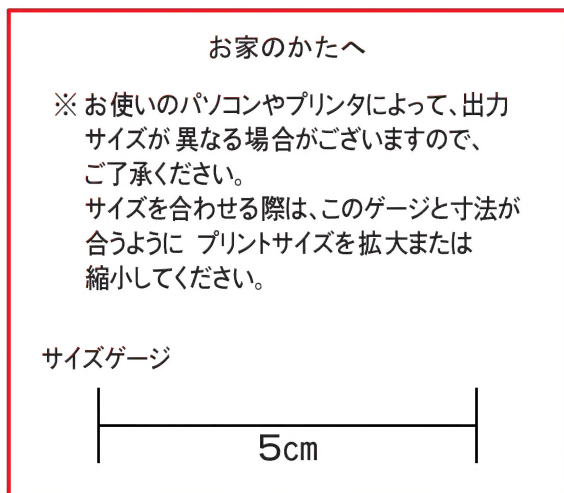 お家のかたへ
※ お使いのパソコンやプリンタによって、出力
サイズが異なる場合がございますので、
ご了承ください。
サイズを合わせる際は、このゲージと寸法が
合うように プリントサイズを拡大または
縮小してください。
サイズゲージ
5cm